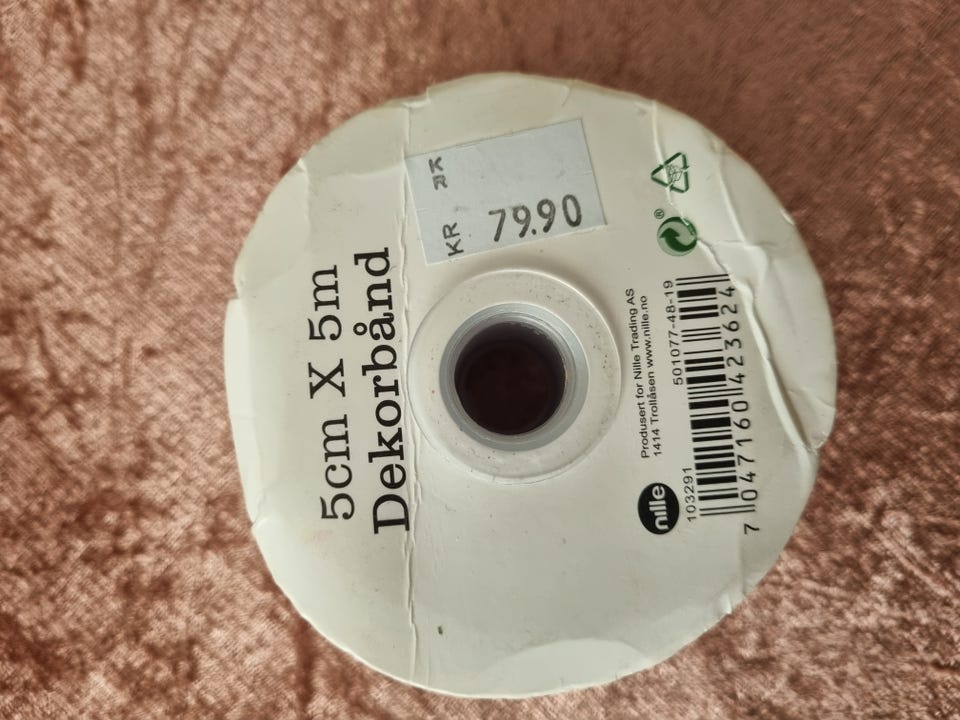 5cm X 5m
Dekorbånd
KR
KR 79.90
nille
Produsert for Nille Trading AS
1414 Trollåsen www.nille.no
103291 501077-48-19
7 047160 423624
®